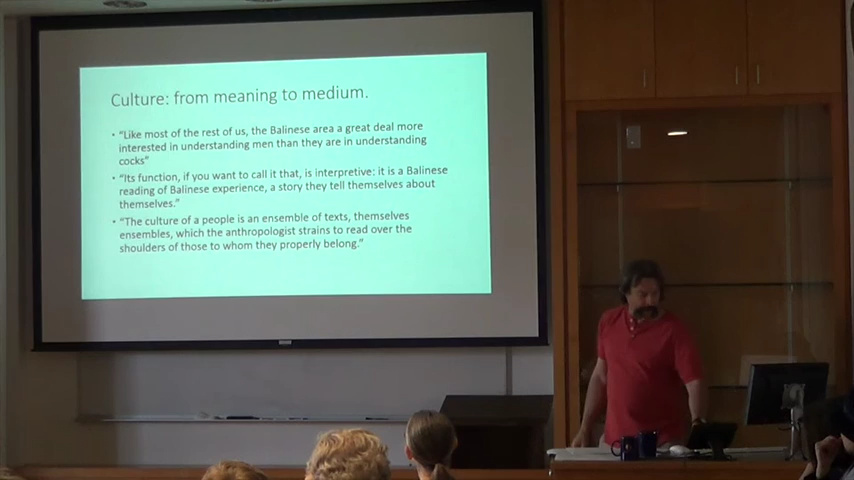 Culture: from meaning to medium.
• "Like most of the rest of us, the Balinese area a great deal more
interested in understanding men than they are in understanding
cocks"
• "Its function, if you want to call it that, is interpretive: it is a Balinese
reading of Balinese experience, a story they tell themselves about
themselves."
• "The culture of a people is an ensemble of texts, themselves
ensembles, which the anthropologist strains to read over the
shoulders of those to whom they properly belong."